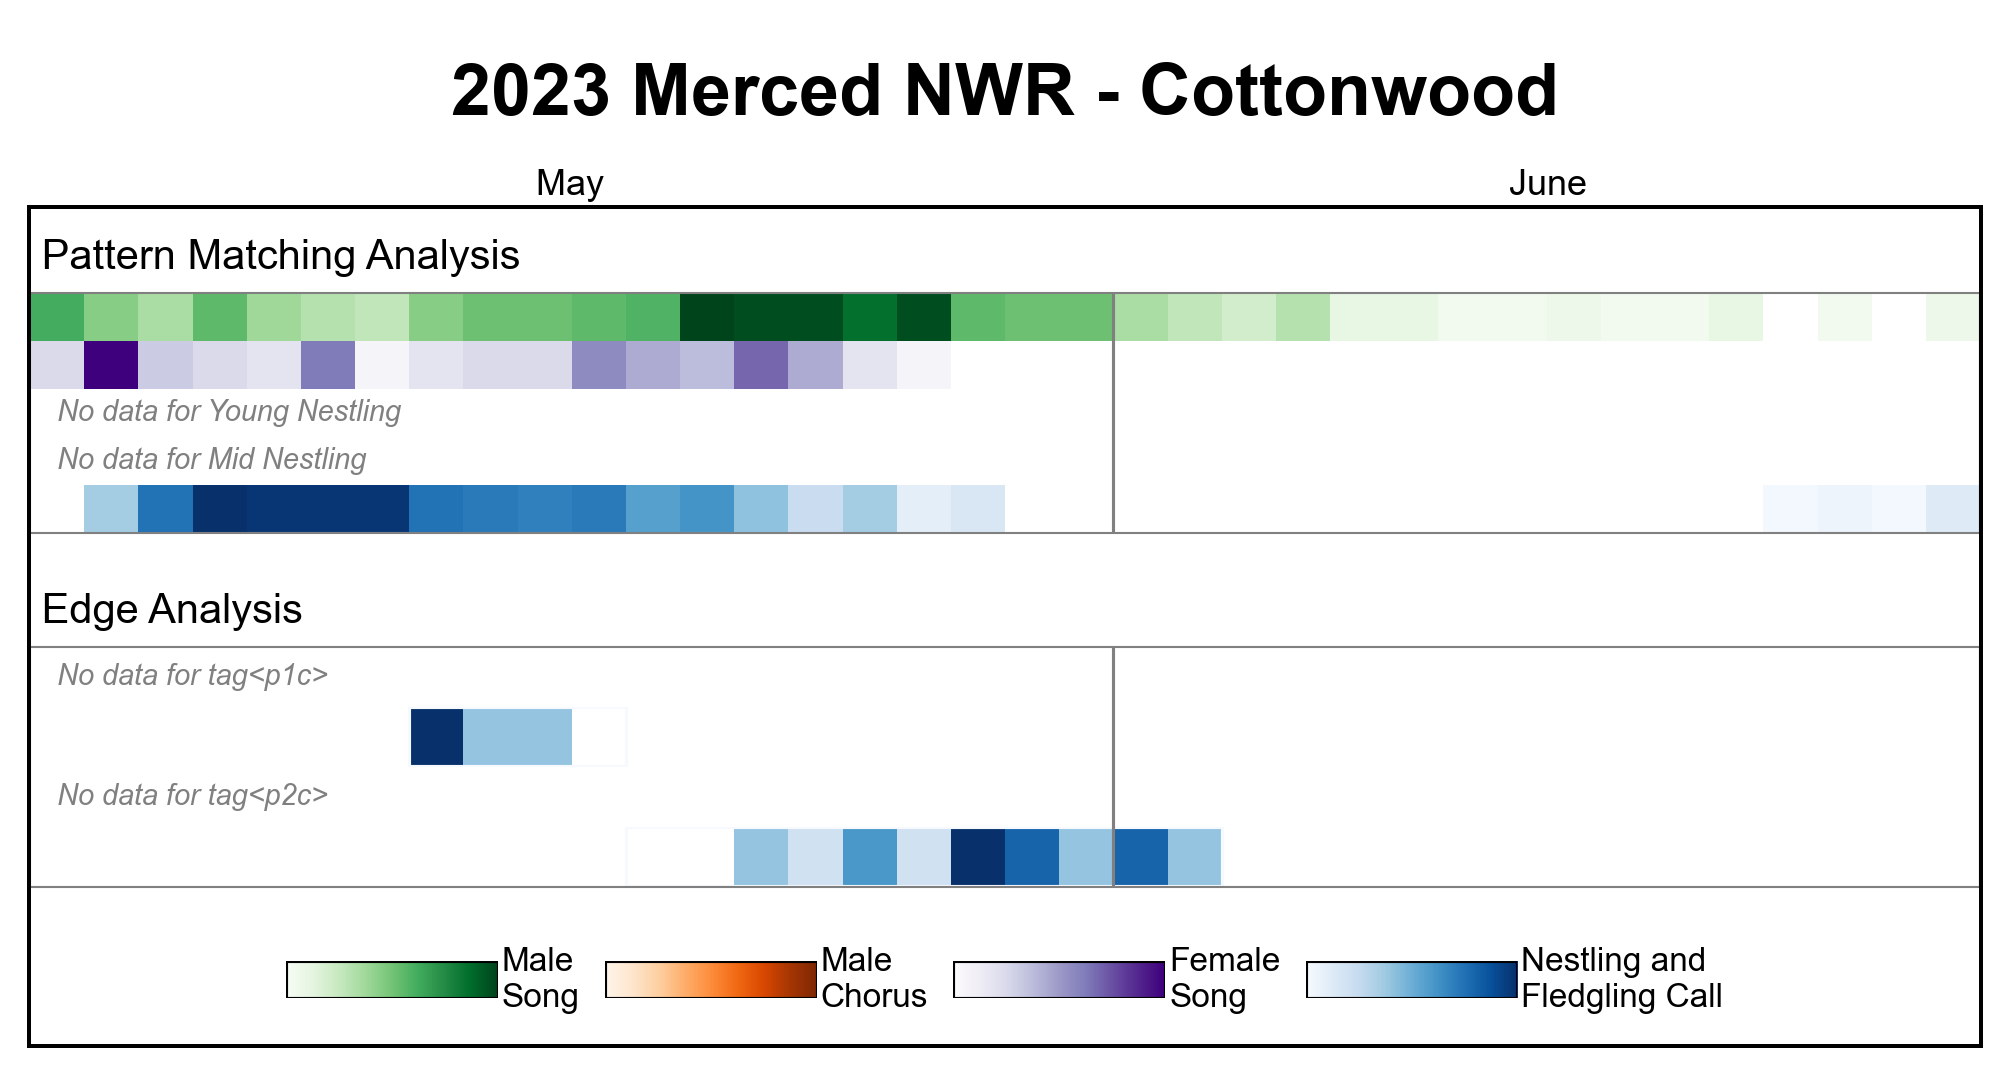 2023 Merced NWR - Cottonwood
May June
Pattern Matching Analysis
No data for Young Nestling
No data for Mid Nestling
Edge Analysis
No data for tag<p1c>
No data for tag<p2c>
Male
Song
Male
Chorus
Female
Song
Nestling and
Fledgling Call